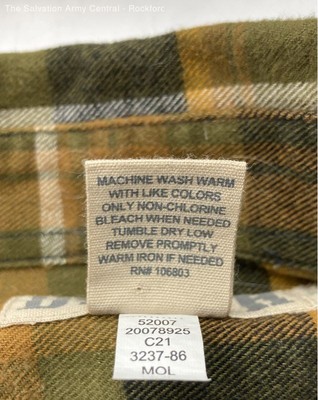 The Salvation Army Central - Rockford
MACHINE WASH WARM
WITH LIKE COLORS
ONLY NON-CHLORINE
BLEACH WHEN NEEDED
TUMBLE DRY LOW
REMOVE PROMPTLY
WARM IRON IF NEEDED
RN# 106803
52007
20078925
C21
3237-86
MOL